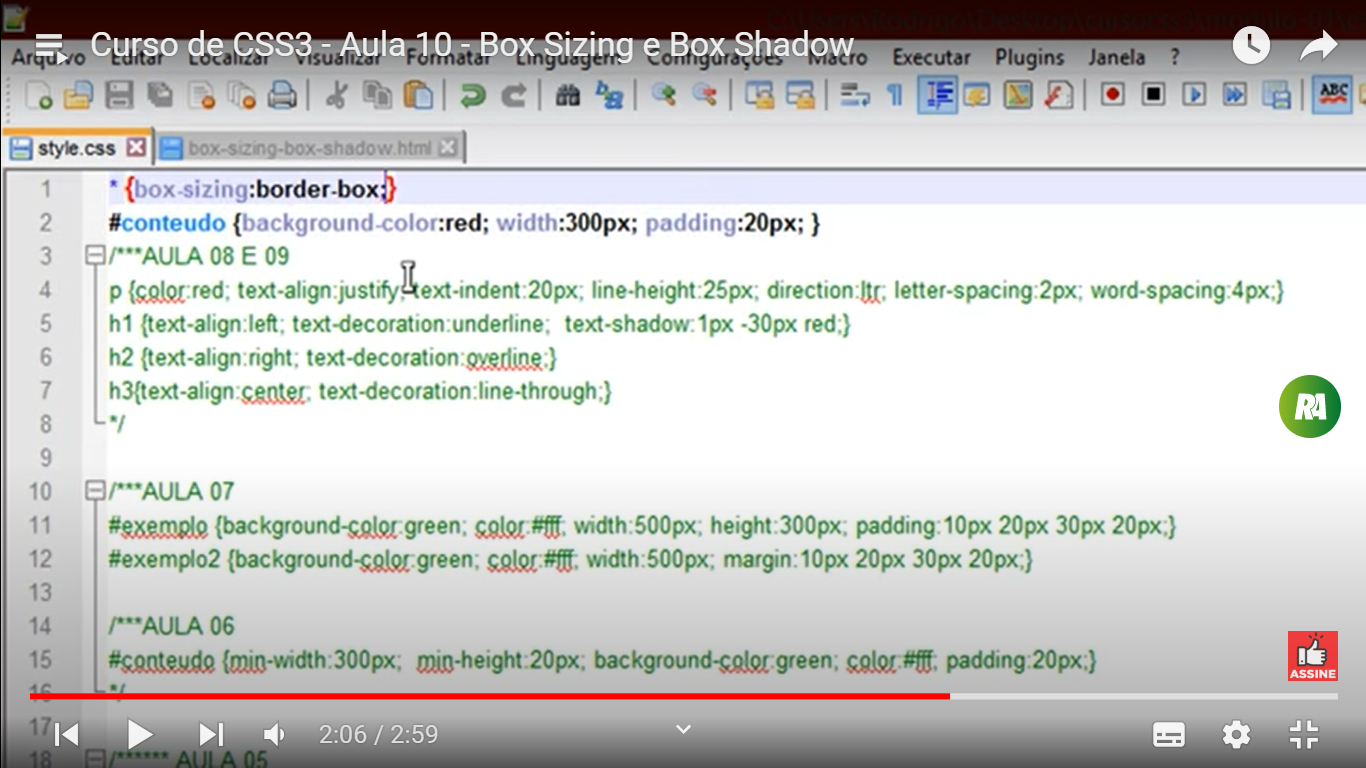 Curso de CSS3 - Aula 10 - Box Sizing e Box Shadow
Arquivo Editar Localizar Visualizar Formatar Linguagem Configurações Macro Executar Plugins Janela ?
ABC
style.css box-sizing-box-shadow.html
1 * {box-sizing:border-box;}
2 #conteudo {background-color:red; width:300px; padding:20px; }
3 /***AULA 08 E 09
4 p {color:red; text-align:justify; text-indent:20px; line-height:25px; direction:ltr; letter-spacing:2px; word-spacing:4px;}
5 h1 {text-align:left; text-decoration:underline;  text-shadow:1px -30px red;}
6 h2 {text-align:right; text-decoration:overline;}
7 h3{text-align:center; text-decoration:line-through;}
8 */
9
10 /***AULA 07
11 #exemplo {background-color:green; color:#fff; width:500px; height:300px; padding:10px 20px 30px 20px;}
12 #exemplo2 {background-color:green; color:#fff; width:500px; margin:10px 20px 30px 20px;}
13
14 /***AULA 06
15 #conteudo {min-width:300px;  min-height:20px; background-color:green; color:#fff; padding:20px;}
16 */
17
18 /****** AULA 05
RA
ASSINE
2:06 / 2:59